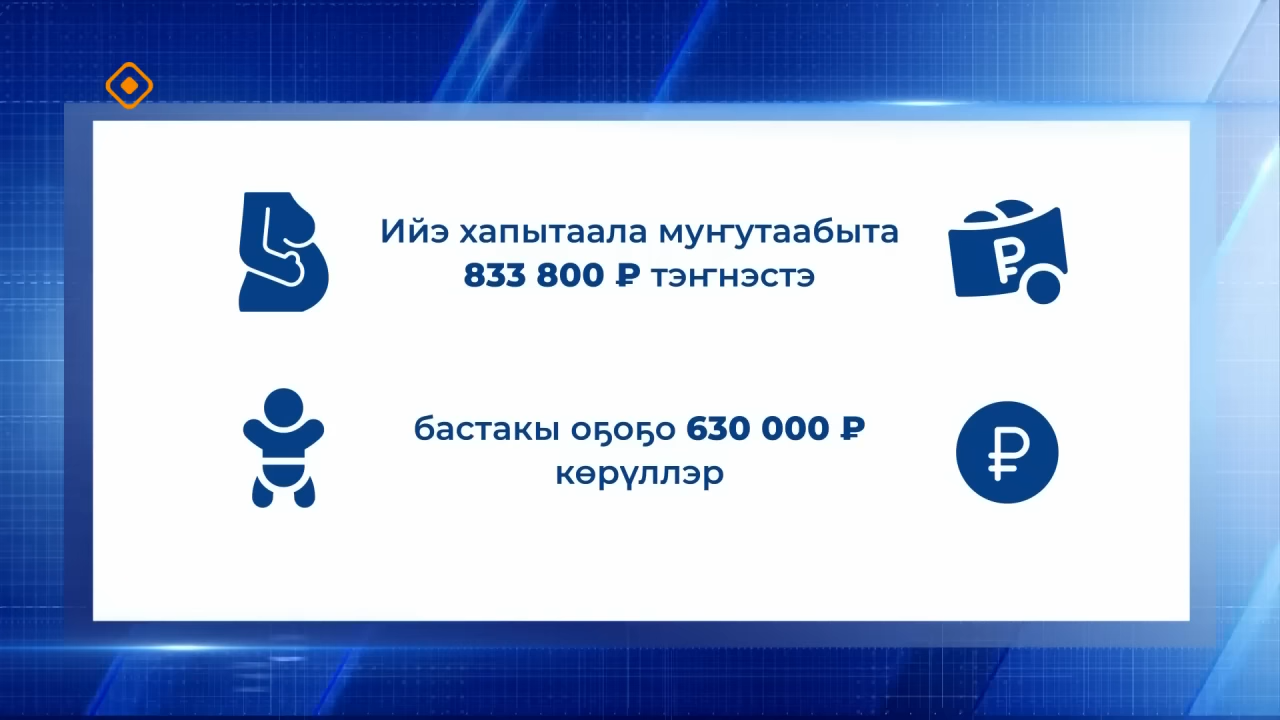 Ийэ хапытаала муҥутаабыта
833 800 ₽ тэҥнэстэ
бастакы оҕоҕо 630 000 ₽
көрүллэр